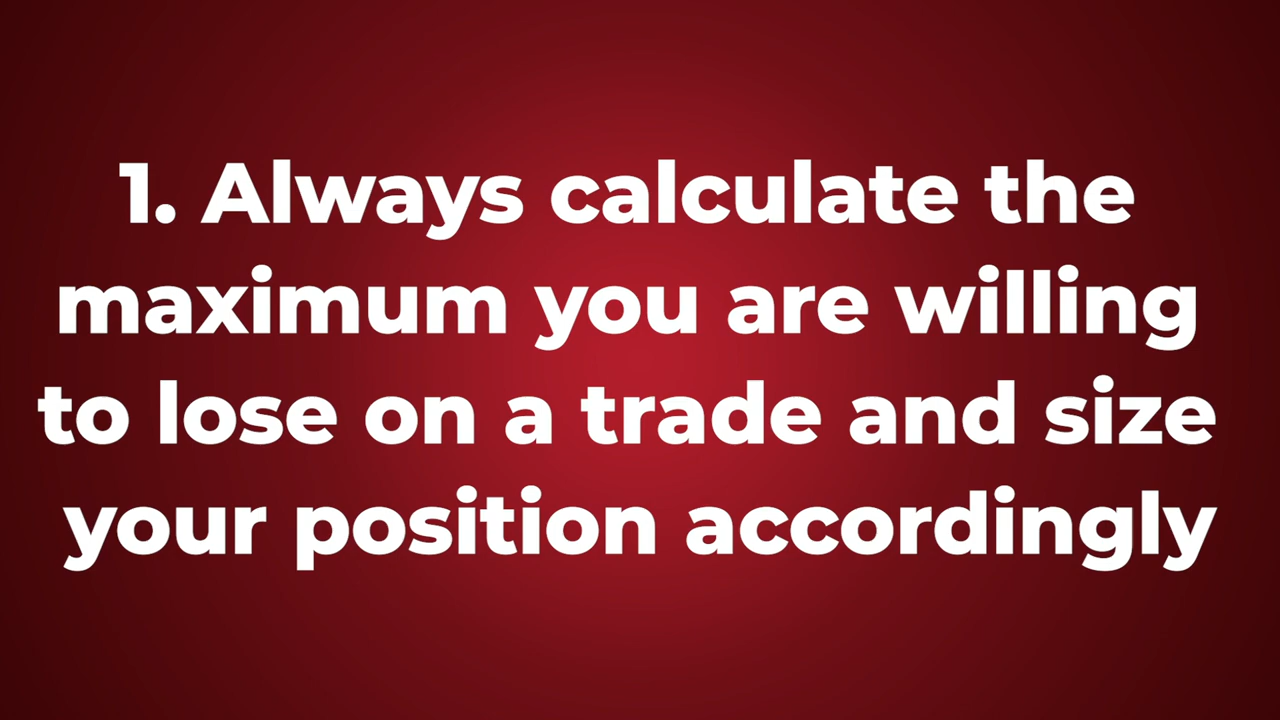 1. Always calculate the
maximum you are willing
to lose on a trade and size
your position accordingly